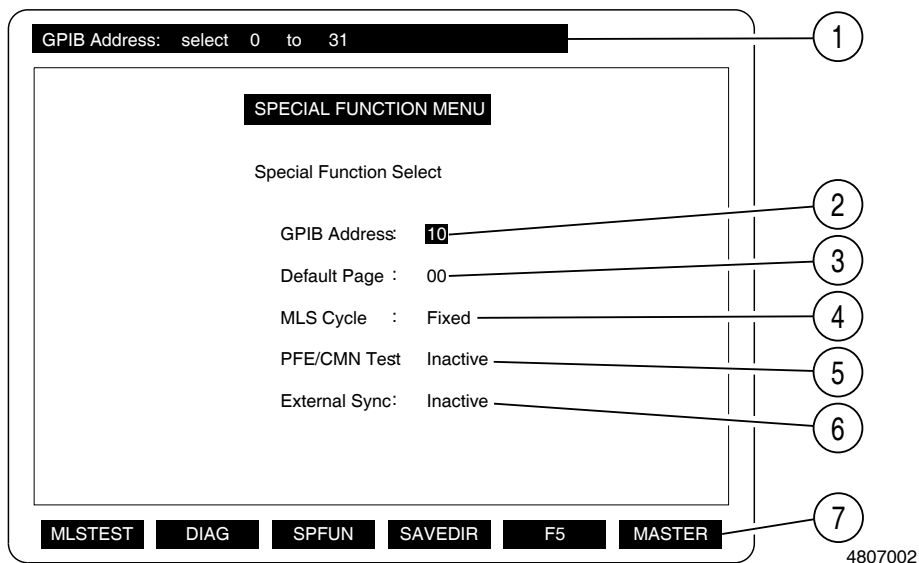 GPIB Address: select 0 to 31
1
SPECIAL FUNCTION MENU
Special Function Select
GPIB Address: 10
2
Default Page : 00
3
MLS Cycle : Fixed
4
PFE/CMN Test: Inactive
5
External Sync: Inactive
6
MLSTEST DIAG SPFUN SAVEDIR F5 MASTER
7
4807002